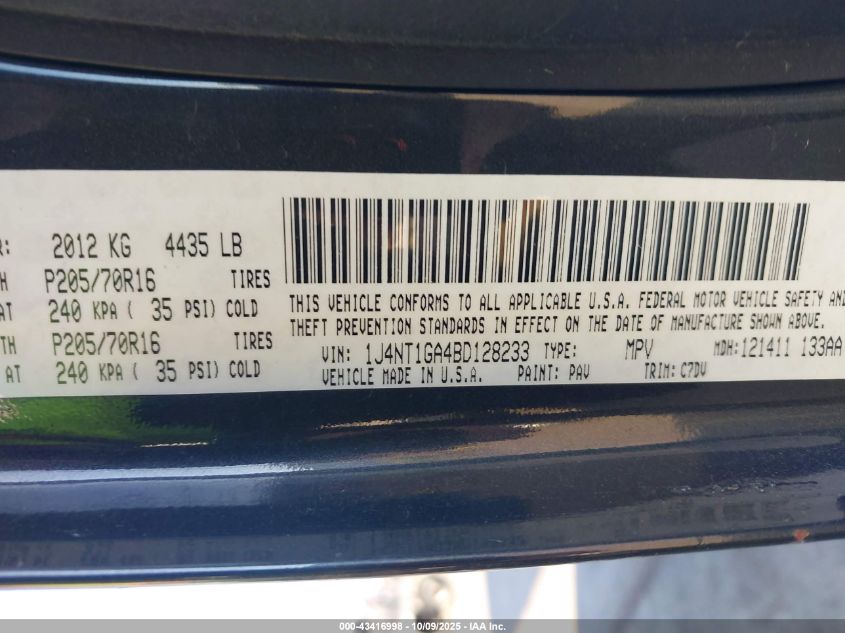 R: 2012 KG 4435 LB
H P205/70R16 TIRES
AT 240 KPA ( 35 PSI) COLD
TH P205/70R16 TIRES
AT 240 KPA ( 35 PSI) COLD
THIS VEHICLE CONFORMS TO ALL APPLICABLE U.S.A. FEDERAL MOTOR VEHICLE SAFETY AND
THEFT PREVENTION STANDARDS IN EFFECT ON THE DATE OF MANUFACTURE SHOWN ABOVE.
VIN: 1J4NT1GA4BD128233 TYPE: MPV MDH:121411 133AA
VEHICLE MADE IN U.S.A. PAINT: PAV TRIM: C7DV
000-43416998 - 10/09/2025 - IAA Inc.